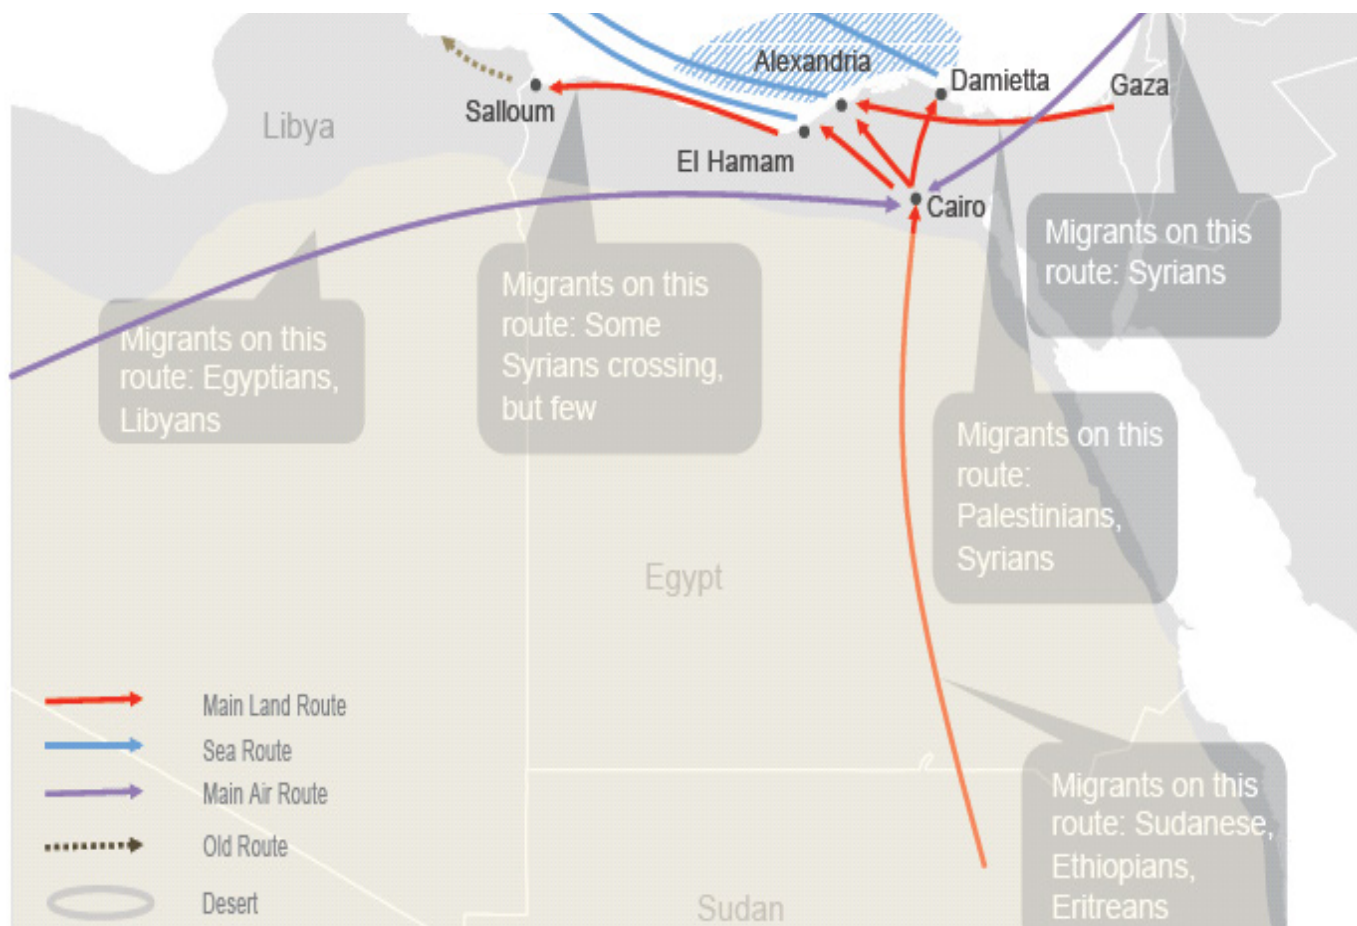 Alexandria
Damietta
Gaza
Salloum
Libya
El Hamam
Cairo
Migrants on this
route: Syrians
Migrants on this
route: Some
Syrians crossing,
but few
Migrants on this
route: Egyptians,
Libyans
Migrants on this
route:
Palestinians,
Syrians
Egypt
Main Land Route
Sea Route
Main Air Route
Old Route
Desert
Migrants on this
route: Sudanese,
Ethiopians,
Eritreans
Sudan